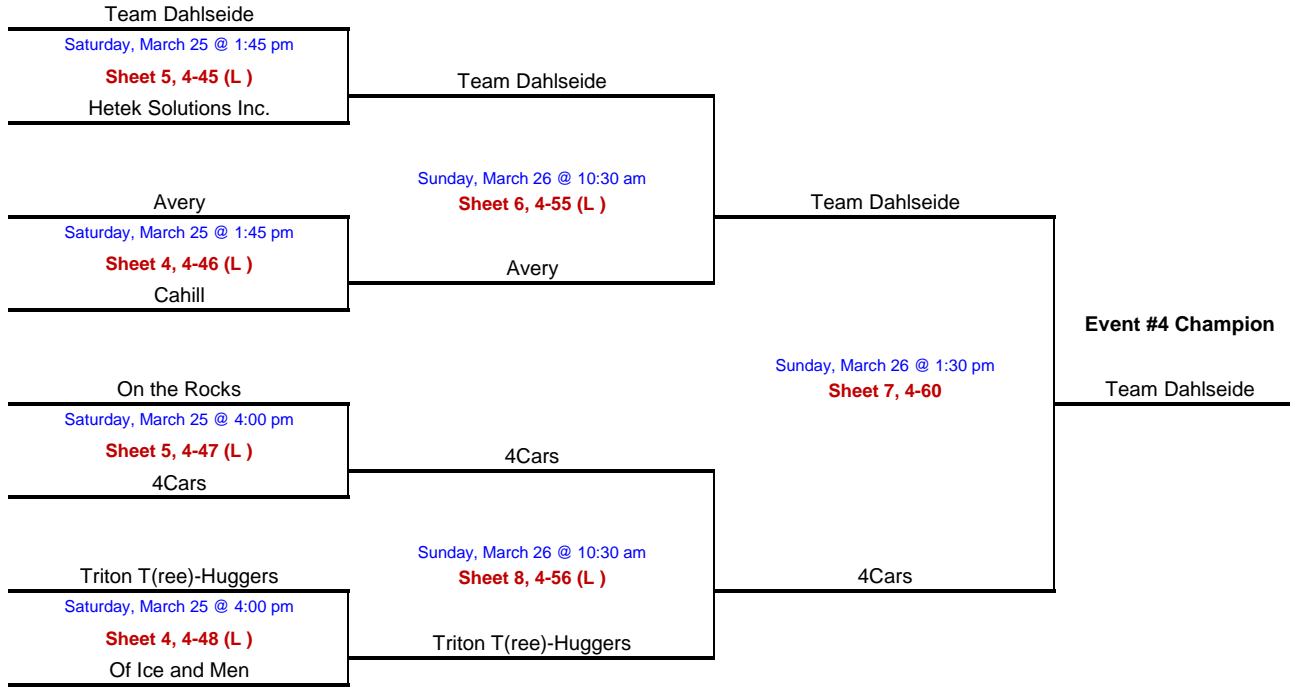 Team Dahlseide
Saturday, March 25 @ 1:45 pm
Sheet 5, 4-45 (L )
Hetek Solutions Inc.
Team Dahlseide
Sunday, March 26 @ 10:30 am
Sheet 6, 4-55 (L )
Avery
Saturday, March 25 @ 1:45 pm
Sheet 4, 4-46 (L )
Cahill
Avery
Team Dahlseide
Sunday, March 26 @ 1:30 pm
Sheet 7, 4-60
Event #4 Champion
Team Dahlseide
On the Rocks
Saturday, March 25 @ 4:00 pm
Sheet 5, 4-47 (L )
4Cars
4Cars
Sunday, March 26 @ 10:30 am
Sheet 8, 4-56 (L )
4Cars
Triton T(ree)-Huggers
Saturday, March 25 @ 4:00 pm
Sheet 4, 4-48 (L )
Of Ice and Men
Triton T(ree)-Huggers